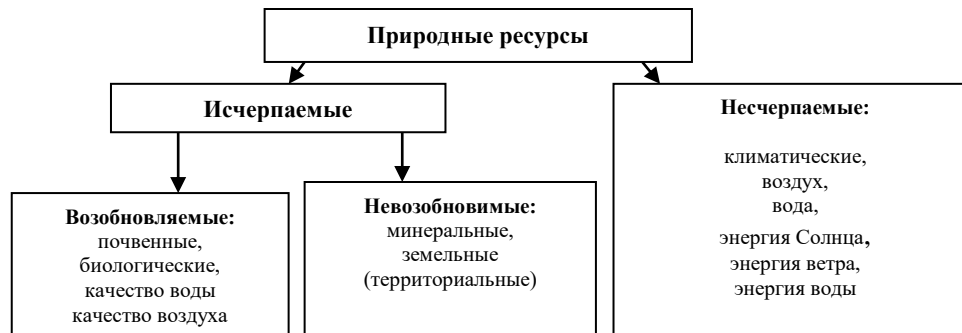 Природные ресурсы
Исчерпаемые
Несчерпаемые:
климатические,
воздух,
вода,
энергия Солнца,
энергия ветра,
энергия воды
Возобновляемые:
почвенные,
биологические,
качество воды
качество воздуха
Невозобновимые:
минеральные,
земельные
(территориальные)